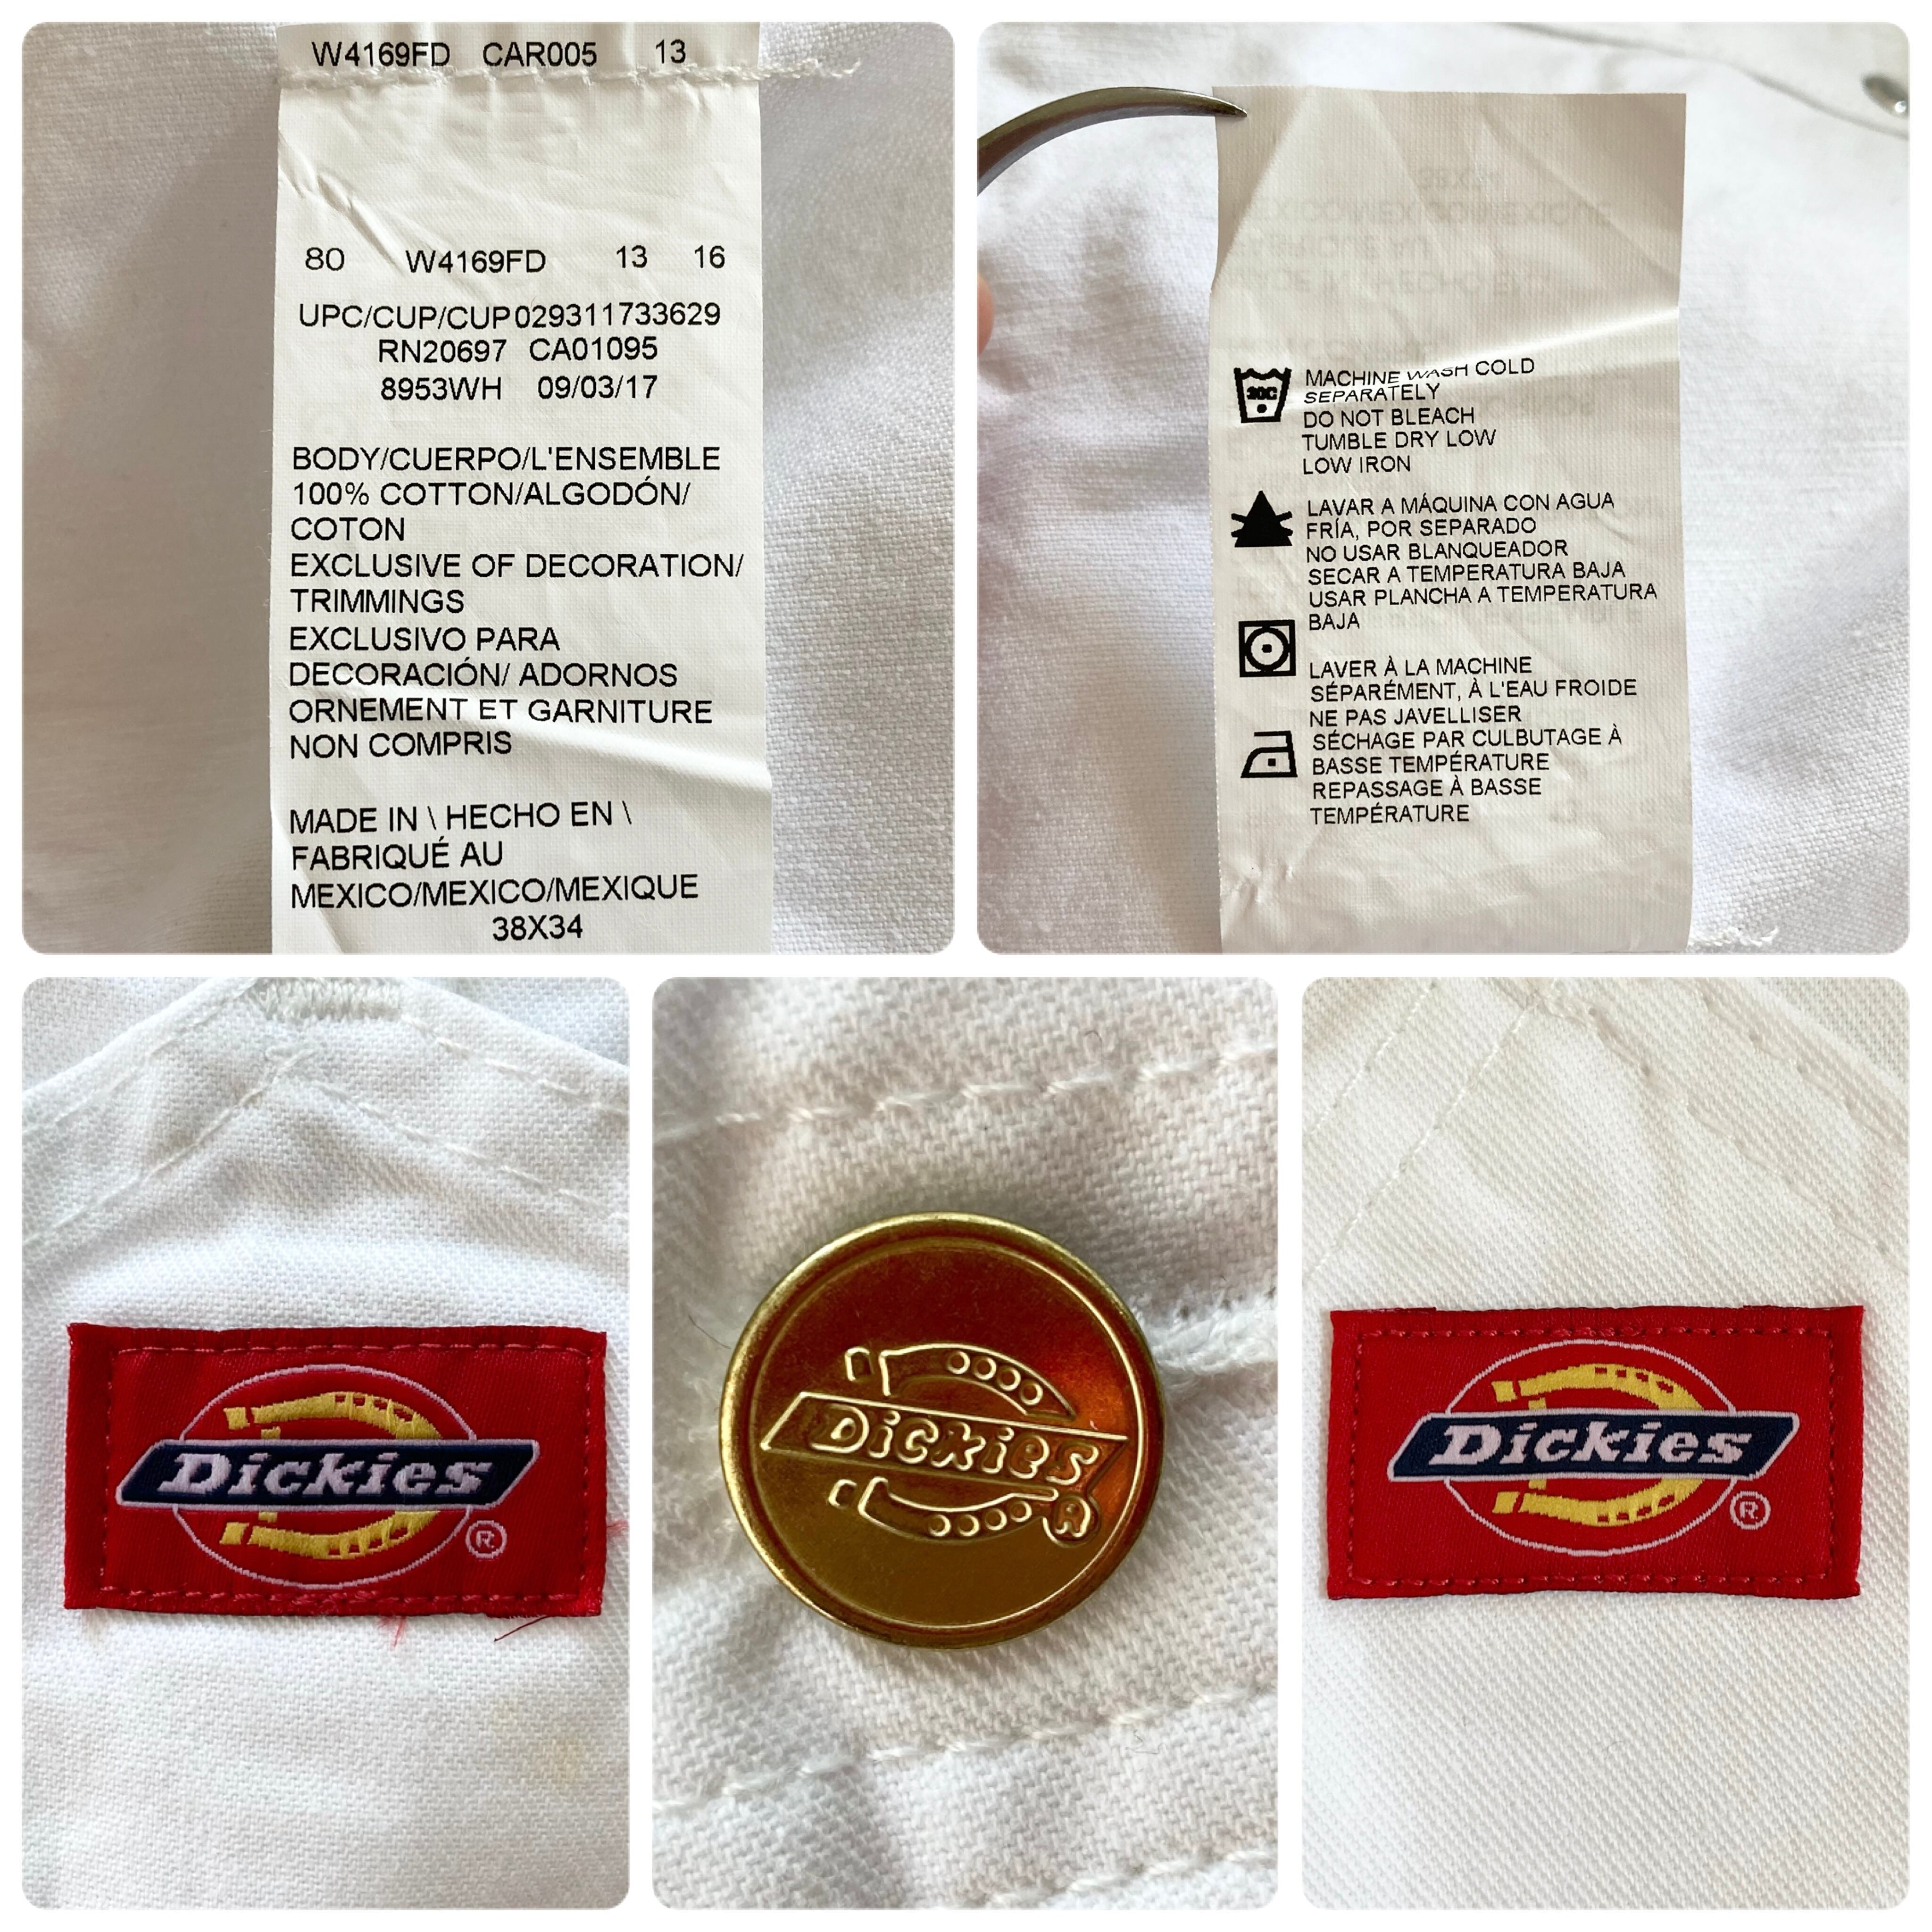 W4169FD CAR005 13
80 W4169FD 13 16
UPC/CUP/CUP 029311733629
RN20697 CA01095
8953WH 09/03/17
BODY/CUERPO/L'ENSEMBLE
100% COTTON/ALGODÓN/
COTON
EXCLUSIVE OF DECORATION/
TRIMMINGS
EXCLUSIVO PARA
DECORACIÓN/ ADORNOS
ORNEMENT ET GARNITURE
NON COMPRIS
MADE IN \ HECHO EN \
FABRIQUÉ AU
MEXICO/MEXICO/MEXIQUE
38X34
30C
MACHINE WASH COLD
SEPARATELY
DO NOT BLEACH
TUMBLE DRY LOW
LOW IRON
LAVAR A MÁQUINA CON AGUA
FRÍA, POR SEPARADO
NO USAR BLANQUEADOR
SECAR A TEMPERATURA BAJA
USAR PLANCHA A TEMPERATURA
BAJA
LAVER À LA MACHINE
SÉPARÉMENT, À L'EAU FROIDE
NE PAS JAVELLISER
SÉCHAGE PAR CULBUTAGE À
BASSE TEMPÉRATURE
REPASSAGE À BASSE
TEMPÉRATURE
Dickies ®
Dickies ®
Dickies ®